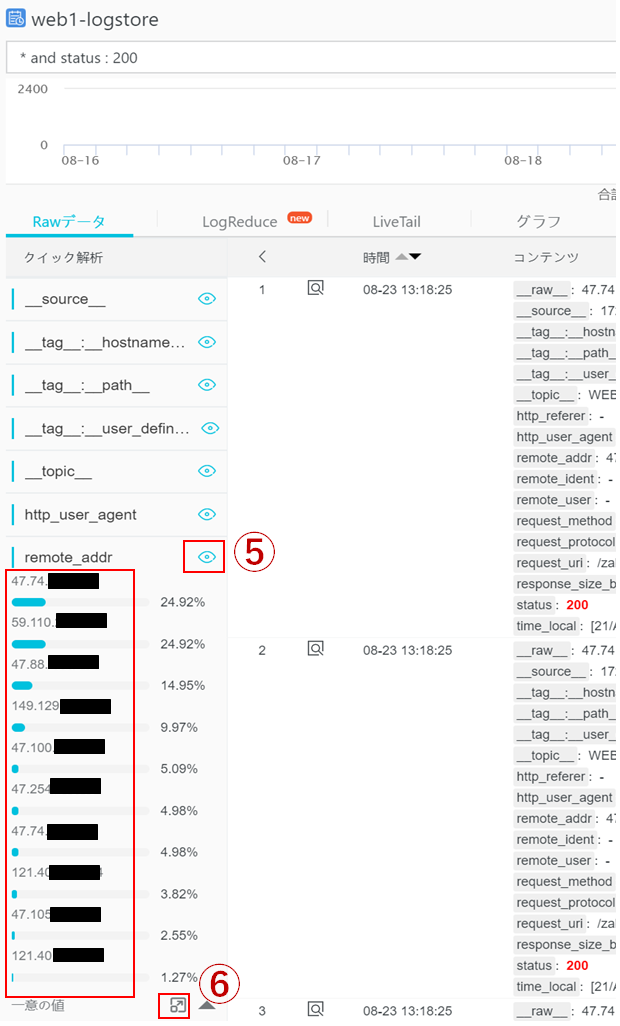 web1-logstore
* and status : 200
2400
0
08-16
08-17
08-18
Rawデータ
LogReduce
new
LiveTail
グラフ
クイック解析
時間
コンテンツ
__source__
__tag__:__hostname...
__tag__:__path__
__tag__:__user_defin...
__topic__
http_user_agent
remote_addr
⑤
47.74.
24.92%
59.110.
24.92%
47.88.
14.95%
149.129
9.97%
47.100.
5.09%
47.254
4.98%
47.74.
4.98%
121.40
3.82%
47.105
2.55%
121.40
1.27%
一意の値
⑥
1
08-23 13:18:25
__raw__ : 47.74
__source__ : 17
__tag__:__hostn
__tag__:__path_
__tag__:__user_
__topic__ : WEB
http_referer : -
http_user_agent
remote_addr : 47
remote_ident : -
remote_user : -
request_method
request_protocol
request_uri : /za
response_size_b
status : 200
time_local : [21/A
2
08-23 13:18:25
__raw__ : 47.74
__source__ : 17
__tag__:__hostn
__tag__:__path_
__tag__:__user_
__topic__ : WEB
http_referer : -
http_user_agent
remote_addr : 47
remote_ident : -
remote_user : -
request_method
request_protocol
request_uri : /za
response_size_b
status : 200
time_local : [21/A
3
08-23 13:18:25
__raw__ : 47.74